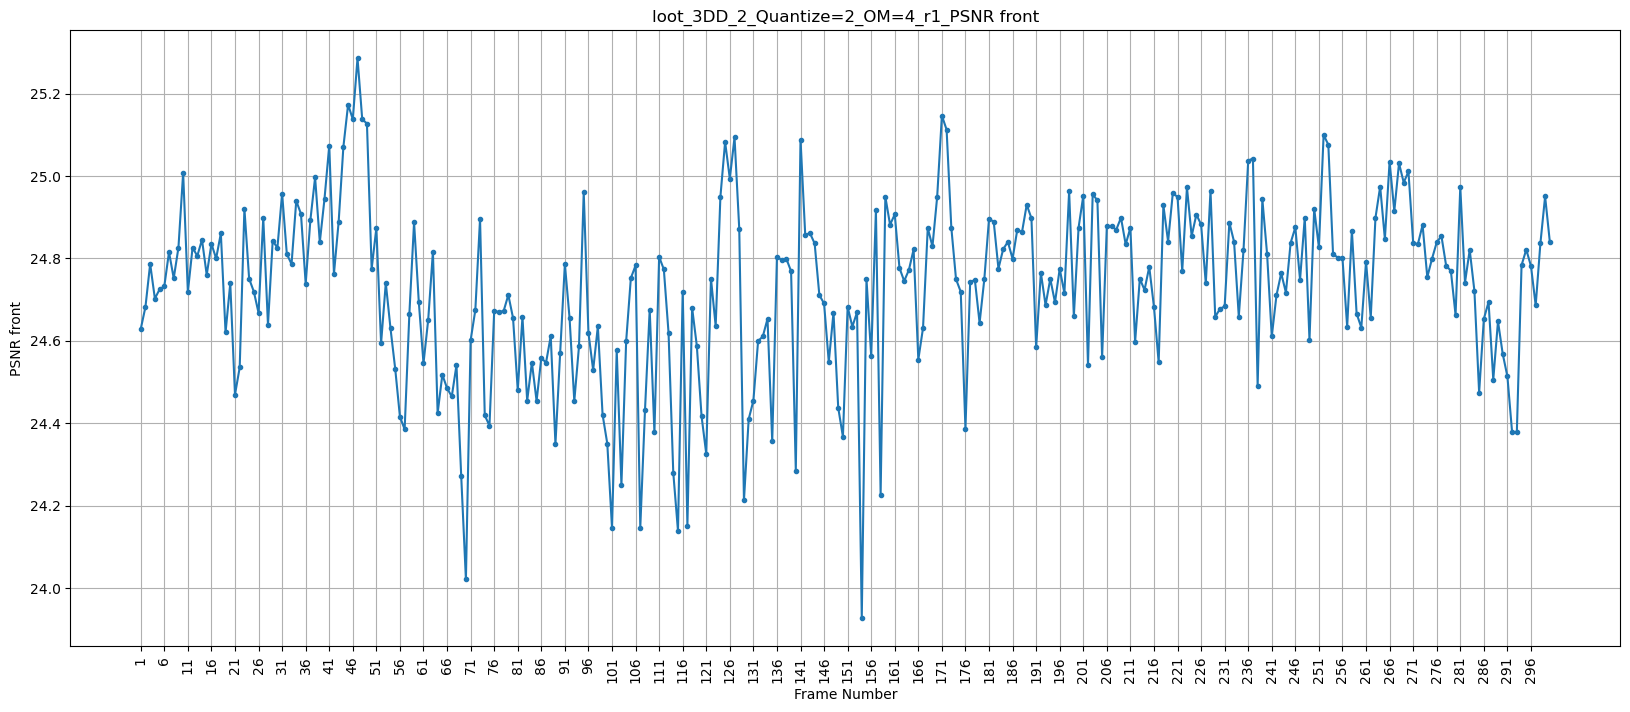 loot_3DD_2_Quantize=2_OM=4_r1_PSNR front
PSNR front
25.2
25.0
24.8
24.6
24.4
24.2
24.0
1 6 11 16 21 26 31 36 41 46 51 56 61 66 71 76 81 86 91 96 101 106 111 116 121 126 131 136 141 146 151 156 161 166 171 176 181 186 191 196 201 206 211 216 221 226 231 236 241 246 251 256 261 266 271 276 281 286 291 296
Frame Number